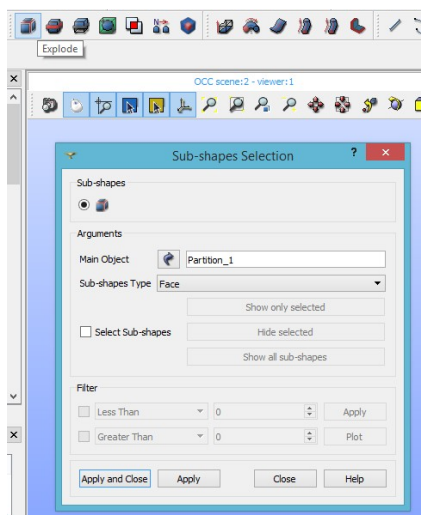 Explode
OCC scene:2 - viewer:1
Sub-shapes Selection
?
Sub-shapes
Arguments
Main Object
Partition_1
Sub-shapes Type
Face
Show only selected
Select Sub-shapes
Hide selected
Show all sub-shapes
Filter
Less Than
0
Apply
Greater Than
0
Plot
Apply and Close
Apply
Close
Help